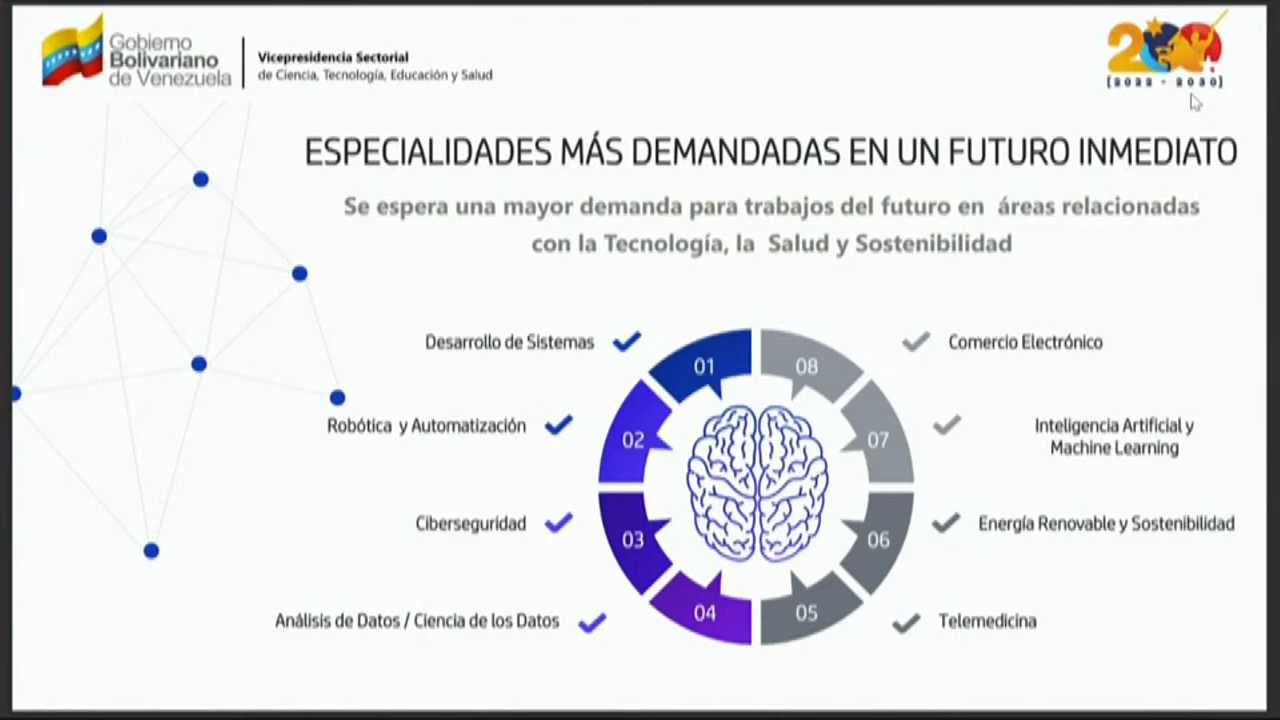 Gobierno
Bolivariano
de Venezuela
Vicepresidencia Sectorial
de Ciencia, Tecnología, Educación y Salud
200
[2022 - 2030]
ESPECIALIDADES MÁS DEMANDADAS EN UN FUTURO INMEDIATO
Se espera una mayor demanda para trabajos del futuro en áreas relacionadas
con la Tecnología, la Salud y Sostenibilidad
Desarrollo de Sistemas
01
08
Comercio Electrónico
Robótica y Automatización
02
07
Inteligencia Artificial y
Machine Learning
Ciberseguridad
03
06
Energía Renovable y Sostenibilidad
Análisis de Datos / Ciencia de los Datos
04
05
Telemedicina